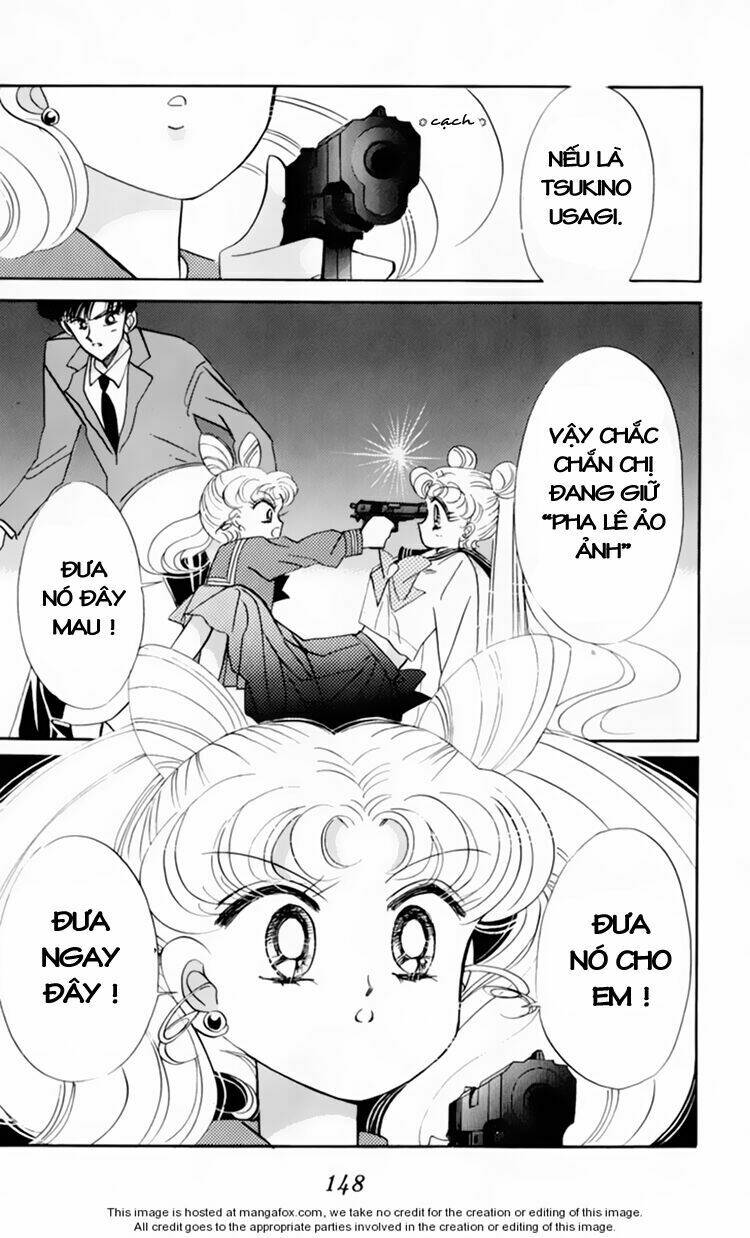 cạch
NẾU LÀ
TSUKINO
USAGI.
VẬY CHẮC
CHẮN CHỊ
ĐANG GIỮ
“PHA LÊ ẢO
ẢNH”
ĐƯA
NÓ ĐÂY
MAU !
ĐƯA
NÓ CHO
EM !
ĐƯA
NGAY
ĐÂY !
148
This image is hosted at mangafox.com, we take no credit for the creation or editing of this image.
All credit goes to the appropriate parties involved in the creation or editing of this image.